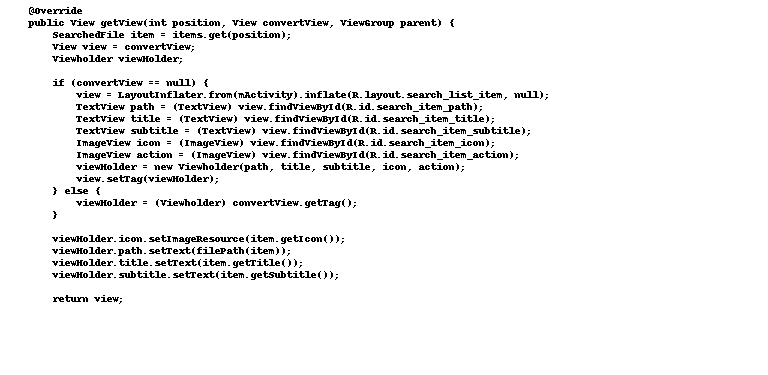 @Override
public View getView(int position, View convertView, ViewGroup parent) {
SearchedFile item = items.get(position);
View view = convertView;
Viewholder viewHolder;
if (convertView == null) {
view = LayoutInflater.from(mActivity).inflate(R.layout.search_list_item, null);
TextView path = (TextView) view.findViewById(R.id.search_item_path);
TextView title = (TextView) view.findViewById(R.id.search_item_title);
TextView subtitle = (TextView) view.findViewById(R.id.search_item_subtitle);
ImageView icon = (ImageView) view.findViewById(R.id.search_item_icon);
ImageView action = (ImageView) view.findViewById(R.id.search_item_action);
viewHolder = new Viewholder(path, title, subtitle, icon, action);
view.setTag(viewHolder);
} else {
viewHolder = (Viewholder) convertView.getTag();
}
viewHolder.icon.setImageResource(item.getIcon());
viewHolder.path.setText(filePath(item));
viewHolder.title.setText(item.getTitle());
viewHolder.subtitle.setText(item.getSubtitle());
return view;